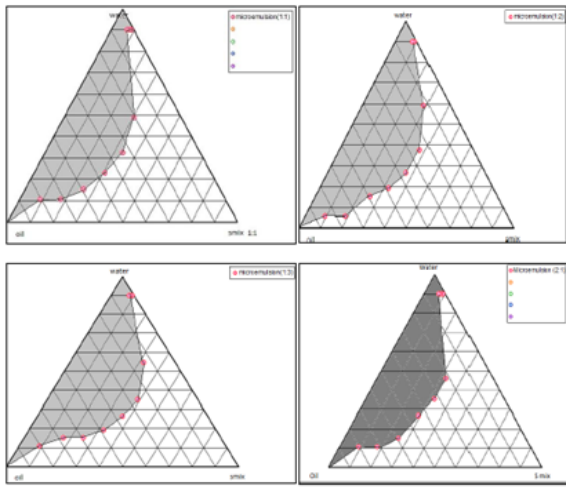 water
microemulsion(1:1)
oil
smix 1:1
water
microemulsion(1:2)
oil
smix
water
microemulsion(1:3)
oil
smix
Water
Microemulsion (2:1)
Oil
S mix